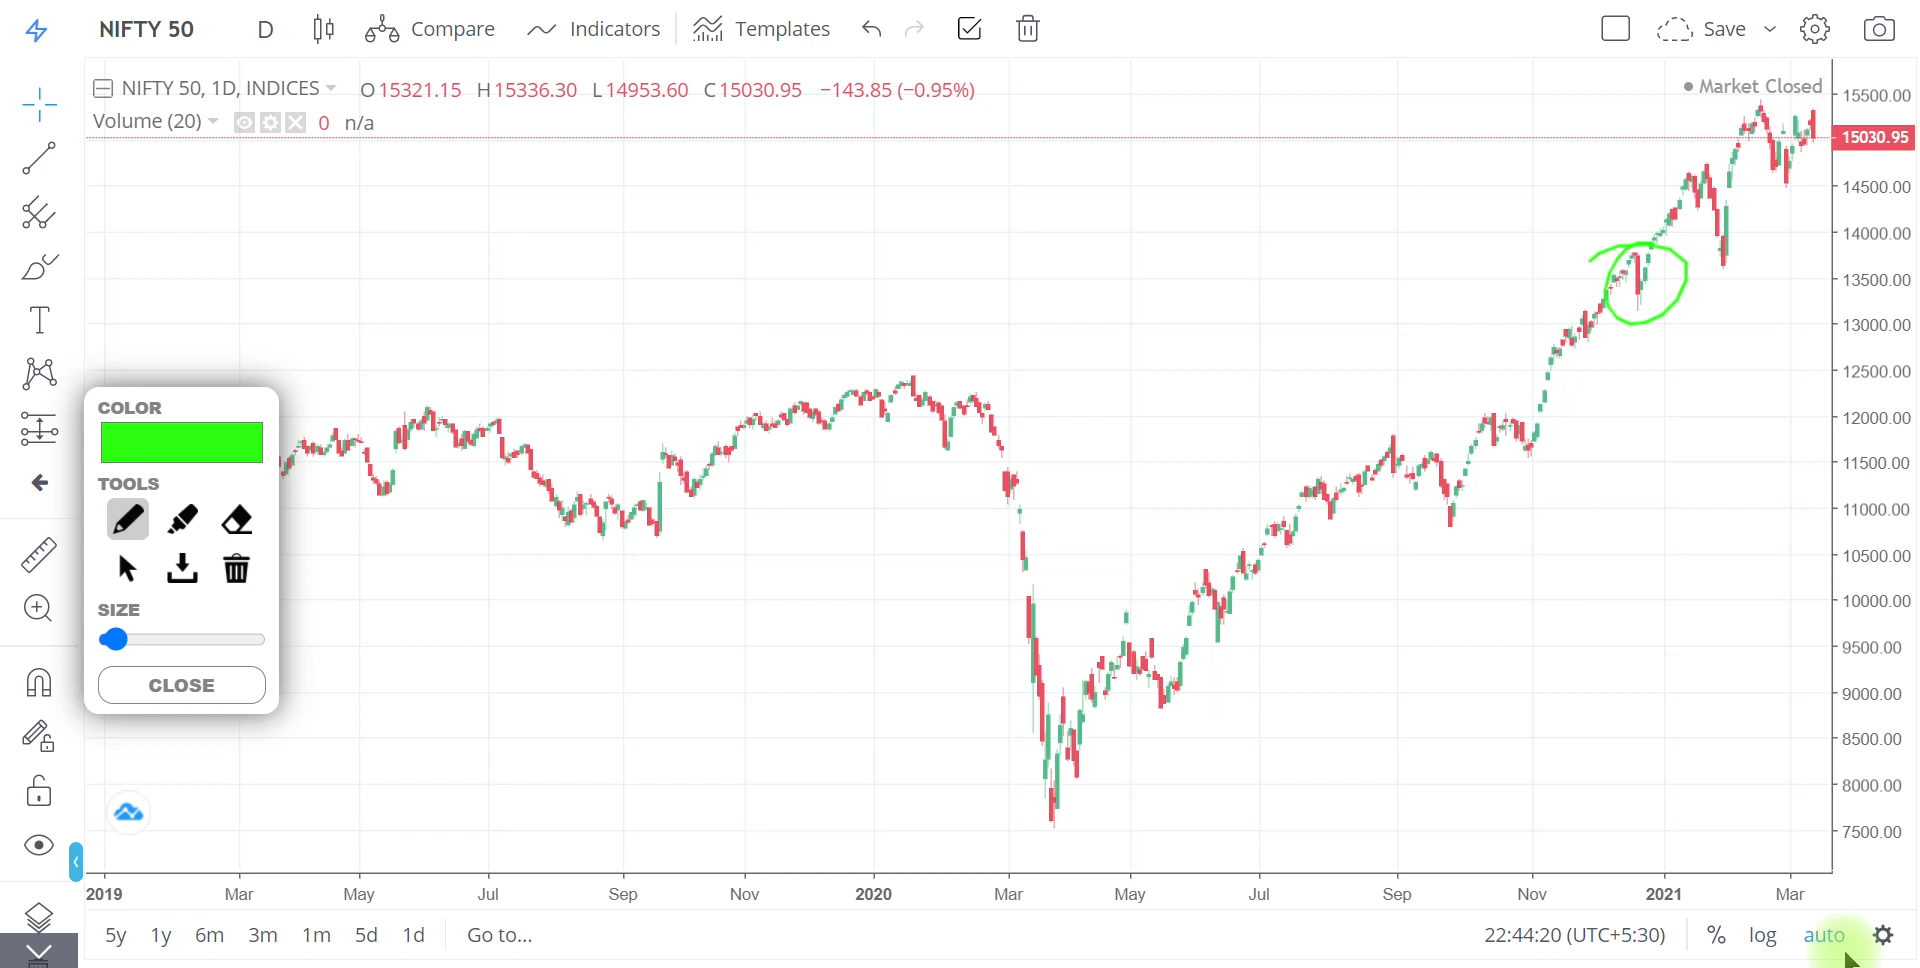 NIFTY 50 D Compare Indicators Templates Save
NIFTY 50, 1D, INDICES O15321.15 H15336.30 L14953.60 C15030.95 −143.85 (−0.95%)
Market Closed
Volume (20) 0 n/a
15500.00
15030.95
14500.00
14000.00
13500.00
13000.00
12500.00
12000.00
11500.00
11000.00
10500.00
10000.00
9500.00
9000.00
8500.00
8000.00
7500.00
T
COLOR
TOOLS
SIZE
CLOSE
2019 Mar May Jul Sep Nov 2020 Mar May Jul Sep Nov 2021 Mar
5y 1y 6m 3m 1m 5d 1d Go to... 22:44:20 (UTC+5:30) % log auto